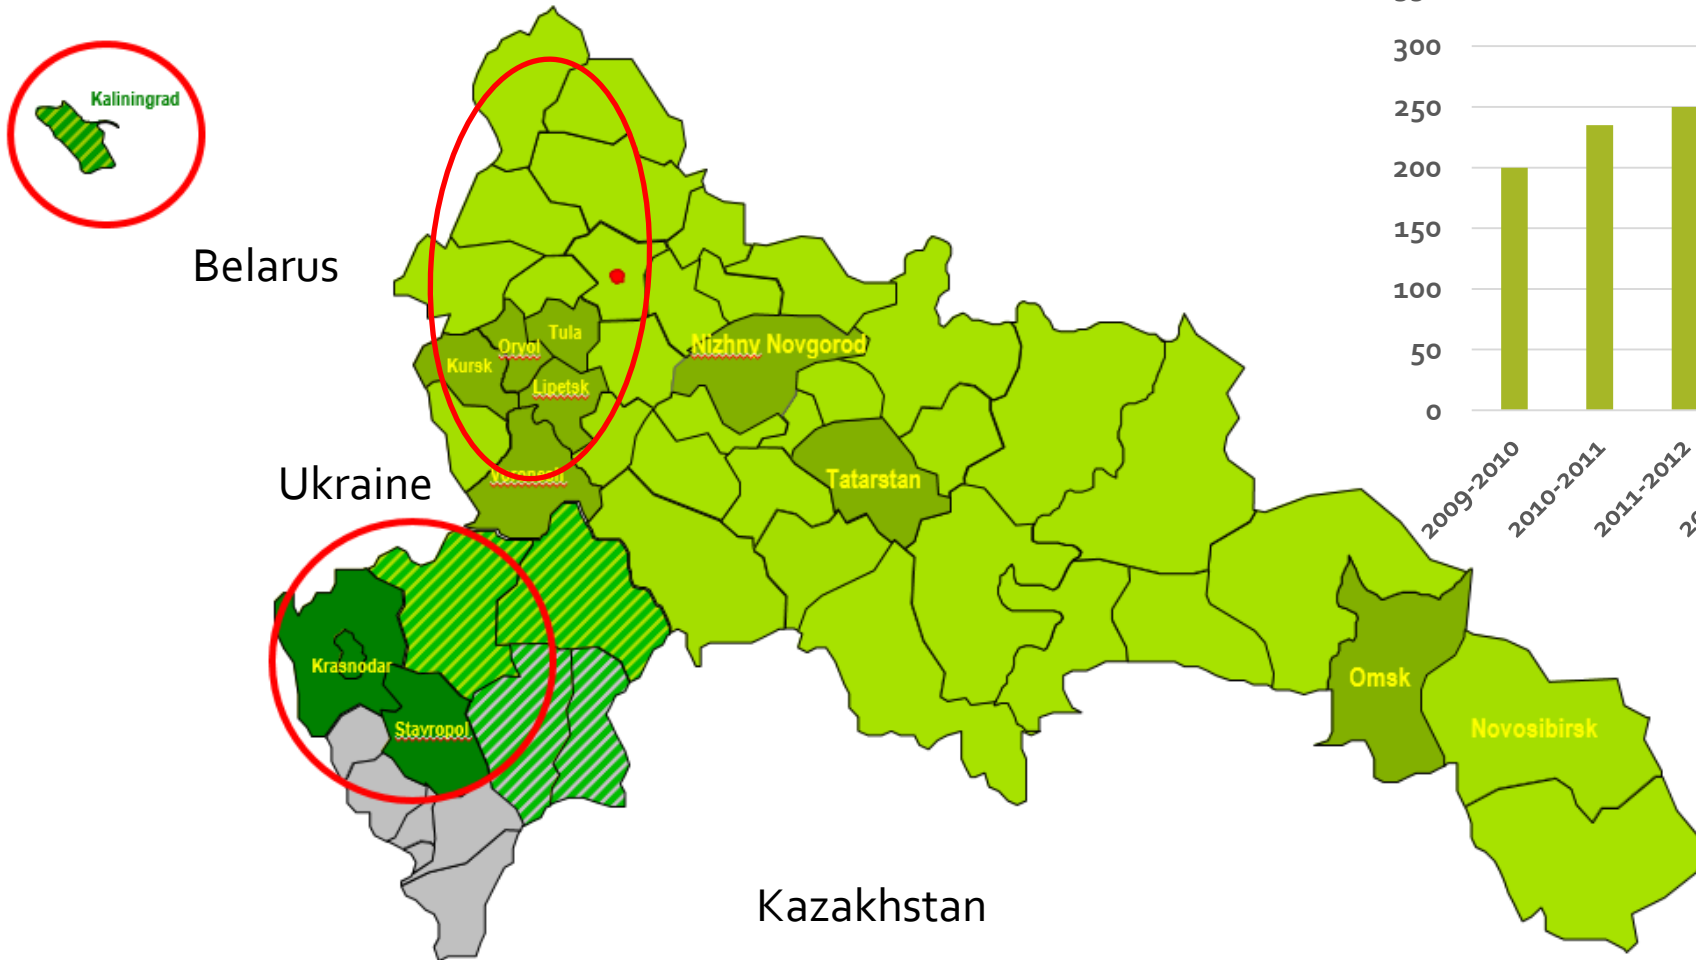 300
250
200
150
100
50
0
2009-2010
2010-2011
2011-2012
Kaliningrad
Belarus
Tula
Oryol
Nizhny Novgorod
Kursk
Lipetsk
Ukraine
Tatarstan
Krasnodar
Stavropol
Omsk
Novosibirsk
Kazakhstan